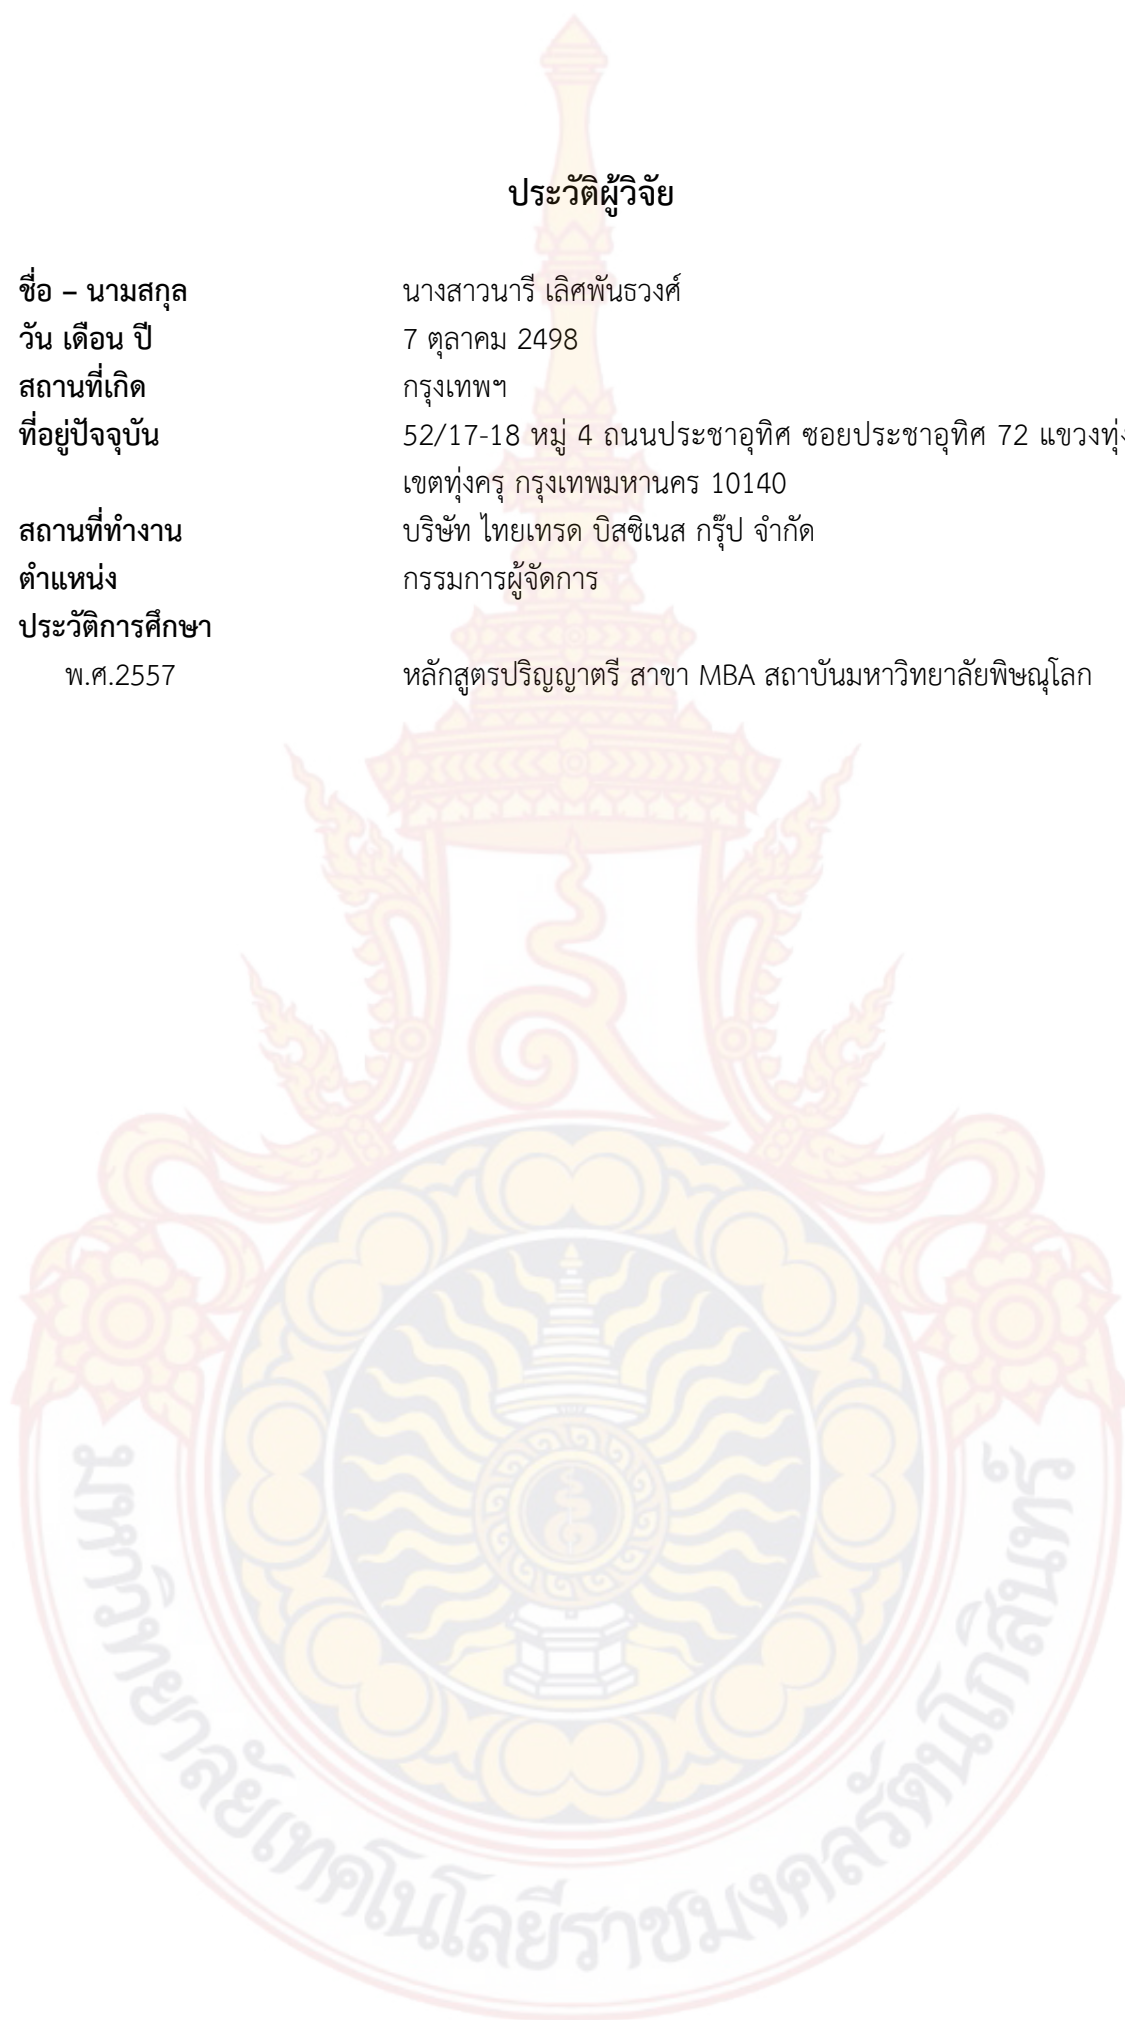 ประวัติผู้วิจัย
ชื่อ – นามสกุล นางสาวนารี เลิศพันธวงศ์
วัน เดือน ปี 7 ตุลาคม 2498
สถานที่เกิด กรุงเทพฯ
ที่อยู่ปัจจุบัน 52/17-18 หมู่ 4 ถนนประชาอุทิศ ซอยประชาอุทิศ 72 แขวงทุ่ง
เขตทุ่งครุ กรุงเทพมหานคร 10140
สถานที่ทำงาน บริษัท ไทยเทรด บิสซิเนส กรุ๊ป จำกัด
ตำแหน่ง กรรมการผู้จัดการ
ประวัติการศึกษา
พ.ศ.2557 หลักสูตรปริญญาตรี สาขา MBA สถาบันมหาวิทยาลัยพิษณุโลก
มหาวิทยาลัยเทคโนโลยีราชมงคลรัตนโกสินทร์